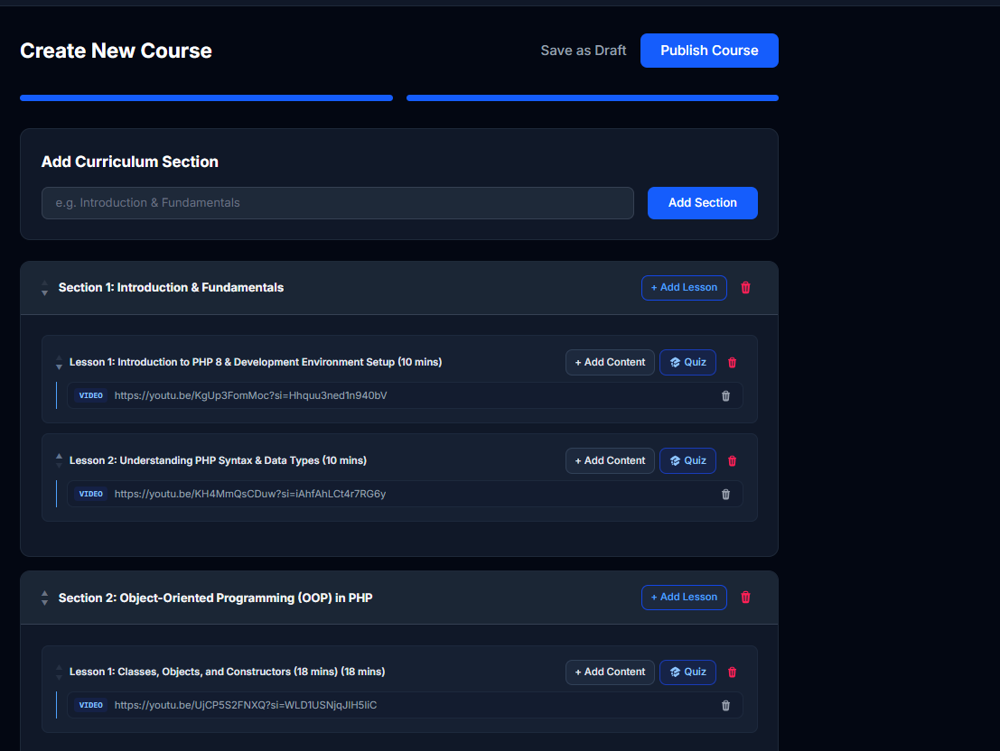 Create New Course
Save as Draft
Publish Course
Add Curriculum Section
e.g. Introduction & Fundamentals
Add Section
Section 1: Introduction & Fundamentals
+ Add Lesson
Lesson 1: Introduction to PHP 8 & Development Environment Setup (10 mins)
+ Add Content
Quiz
VIDEO
https://youtu.be/KgUp3FomMoc?si=Hhquu3ned1n940bV
Lesson 2: Understanding PHP Syntax & Data Types (10 mins)
+ Add Content
Quiz
VIDEO
https://youtu.be/KH4MmQsCDuw?si=iAhfAhLCt4r7RG6y
Section 2: Object-Oriented Programming (OOP) in PHP
+ Add Lesson
Lesson 1: Classes, Objects, and Constructors (18 mins) (18 mins)
+ Add Content
Quiz
VIDEO
https://youtu.be/UjCP5S2FNXQ?si=WLD1USNjqJIH5IiC